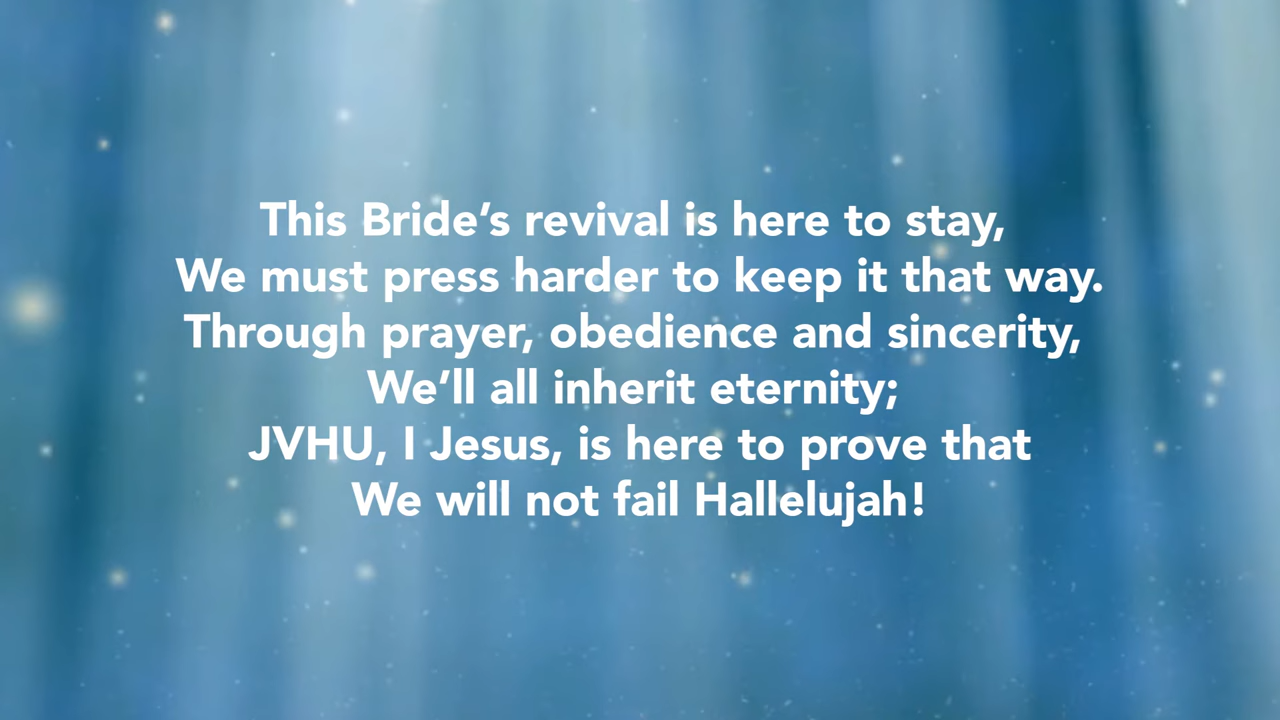 This Bride’s revival is here to stay,
We must press harder to keep it that way.
Through prayer, obedience and sincerity,
We’ll all inherit eternity;
JVHU, I Jesus, is here to prove that
We will not fail Hallelujah!